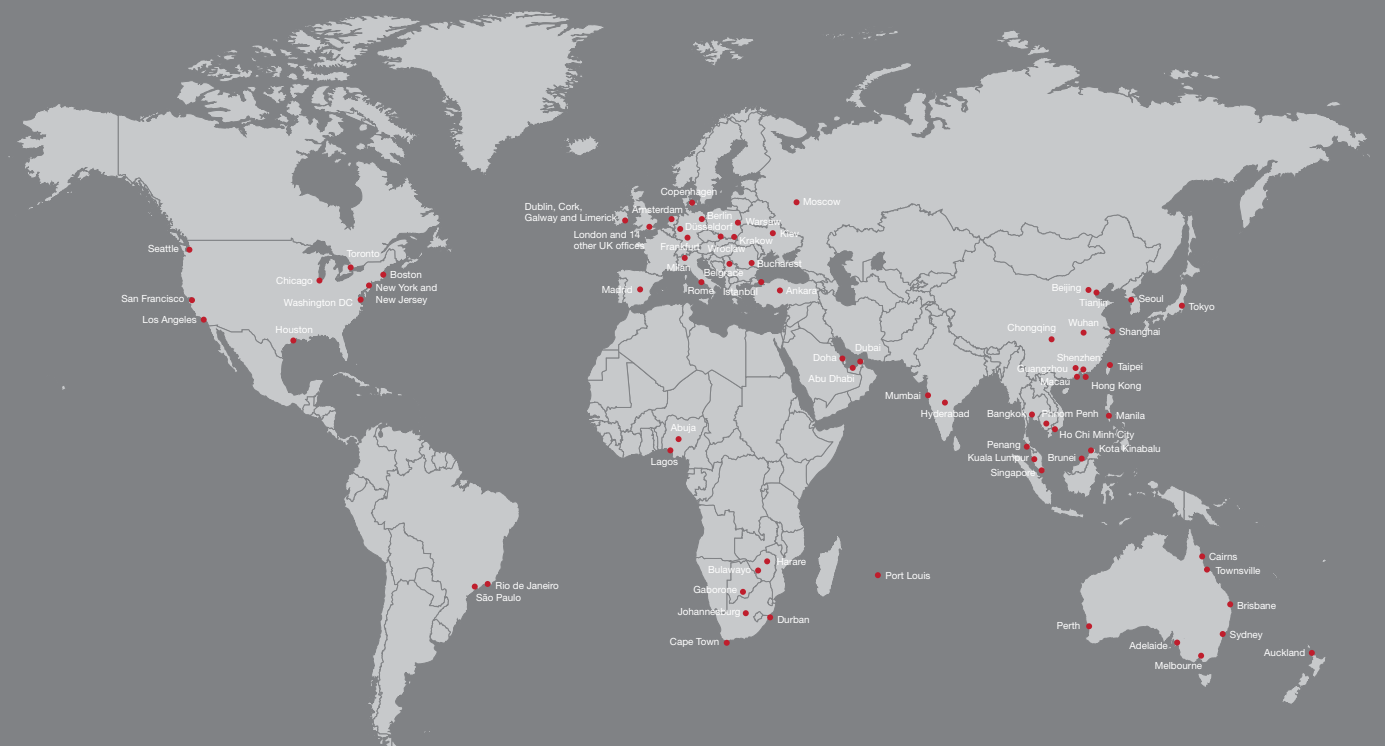 Seattle
San Francisco
Los Angeles
Houston
Chicago
Toronto
Boston
New York and
New Jersey
Washington DC
Rio de Janeiro
São Paulo
Dublin, Cork,
Galway and Limerick
London and 14
other UK offices
Copenhagen
Amsterdam
Berlin
Düsseldorf
Frankfurt
Warsaw
Krakow
Wroclaw
Kiev
Moscow
Milan
Belgrade
Bucharest
Madrid
Rome
Istanbul
Ankara
Doha
Dubai
Abu Dhabi
Abuja
Lagos
Harare
Bulawayo
Gaborone
Johannesburg
Durban
Cape Town
Port Louis
Mumbai
Hyderabad
Beijing
Tianjin
Seoul
Tokyo
Chongqing
Wuhan
Shanghai
Shenzhen
Guangzhou
Macau
Hong Kong
Taipei
Manila
Bangkok
Phnom Penh
Ho Chi Minh City
Penang
Kuala Lumpur
Singapore
Brunei
Kota Kinabalu
Cairns
Townsville
Brisbane
Sydney
Melbourne
Adelaide
Perth
Auckland